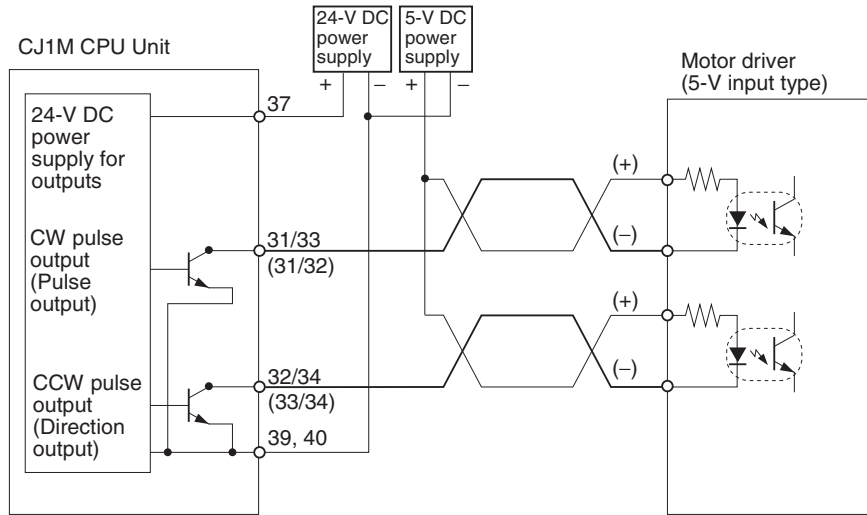 24-V DC
power
supply
5-V DC
power
supply
CJ1M CPU Unit
Motor driver
(5-V input type)
+
−
+
−
37
24-V DC
power
supply for
outputs
(+)
CW pulse
output
(Pulse
output)
31/33
(31/32)
(−)
(+)
CCW pulse
output
(Direction
output)
32/34
(33/34)
(−)
39, 40